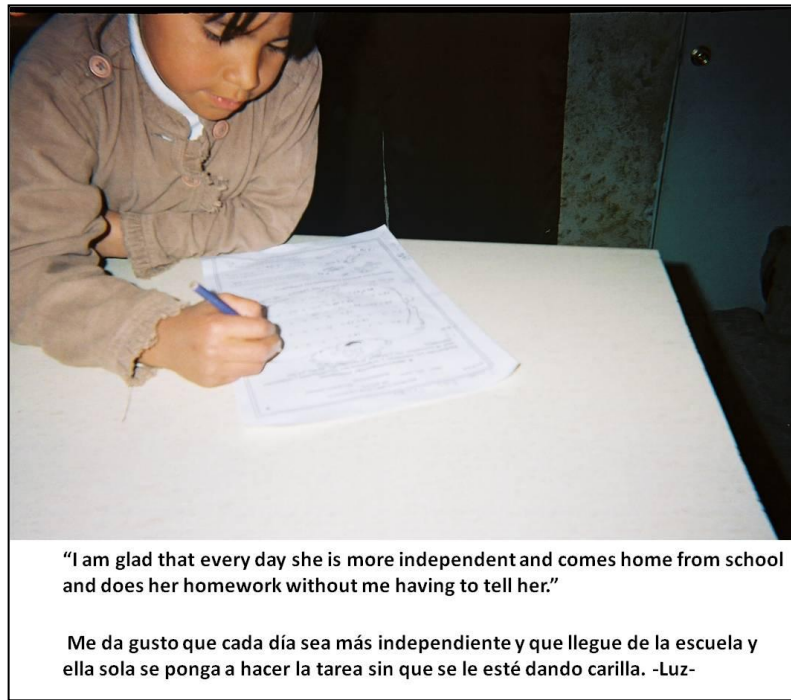 “I am glad that every day she is more independent and comes home from school
and does her homework without me having to tell her.”
Me da gusto que cada día sea más independiente y que llegue de la escuela y
ella sola se ponga a hacer la tarea sin que se le esté dando carilla. -Luz-